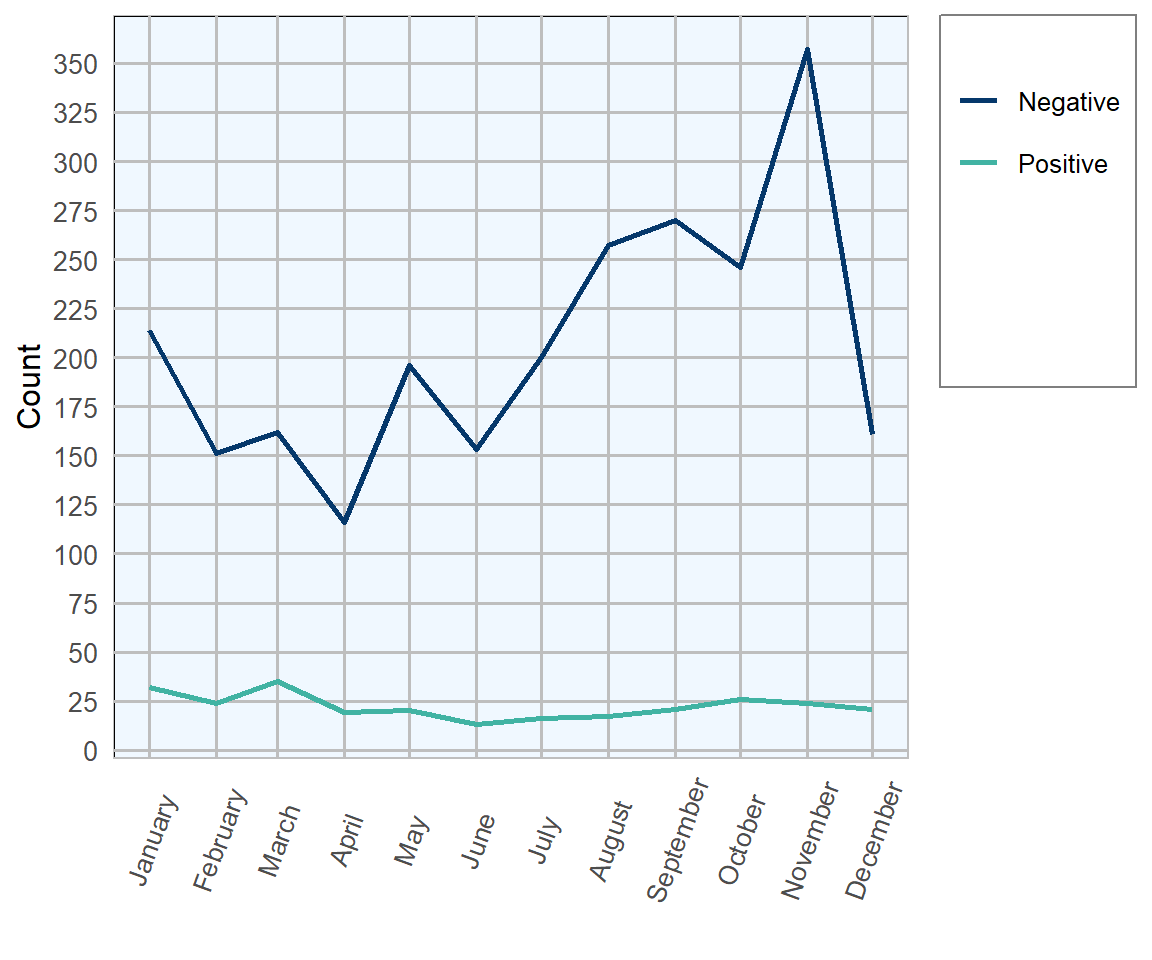 Count
350
325
300
275
250
225
200
175
150
125
100
75
50
25
0
January
February
March
April
May
June
July
August
September
October
November
December
Negative
Positive